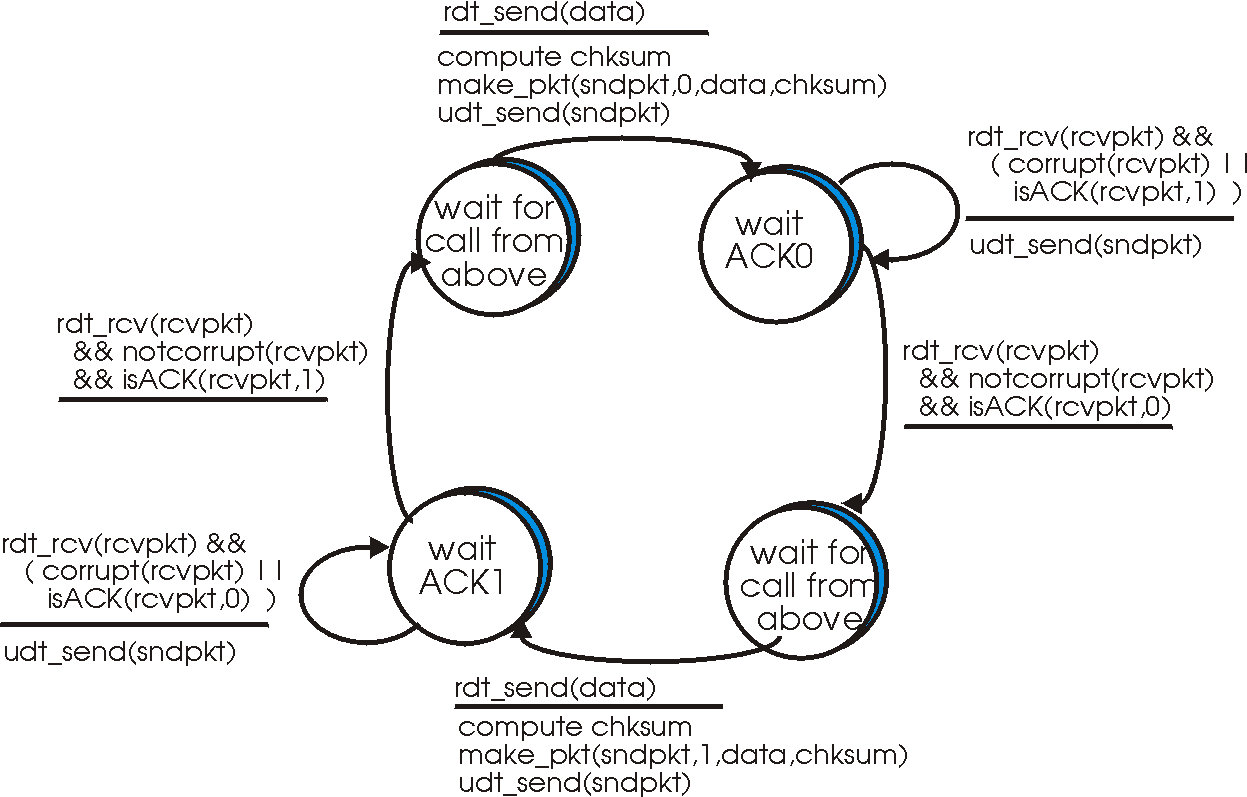 rdt_send(data)
compute chksum
make_pkt(sndpkt,0,data,chksum)
udt_send(sndpkt)
wait for
call from
above
wait
ACK0
rdt_rcv(rcvpkt) &&
( corrupt(rcvpkt) ||
isACK(rcvpkt,1) )
udt_send(sndpkt)
rdt_rcv(rcvpkt)
&& notcorrupt(rcvpkt)
&& isACK(rcvpkt,1)
rdt_rcv(rcvpkt)
&& notcorrupt(rcvpkt)
&& isACK(rcvpkt,0)
rdt_rcv(rcvpkt) &&
( corrupt(rcvpkt) ||
isACK(rcvpkt,0) )
udt_send(sndpkt)
wait
ACK1
wait for
call from
above
rdt_send(data)
compute chksum
make_pkt(sndpkt,1,data,chksum)
udt_send(sndpkt)